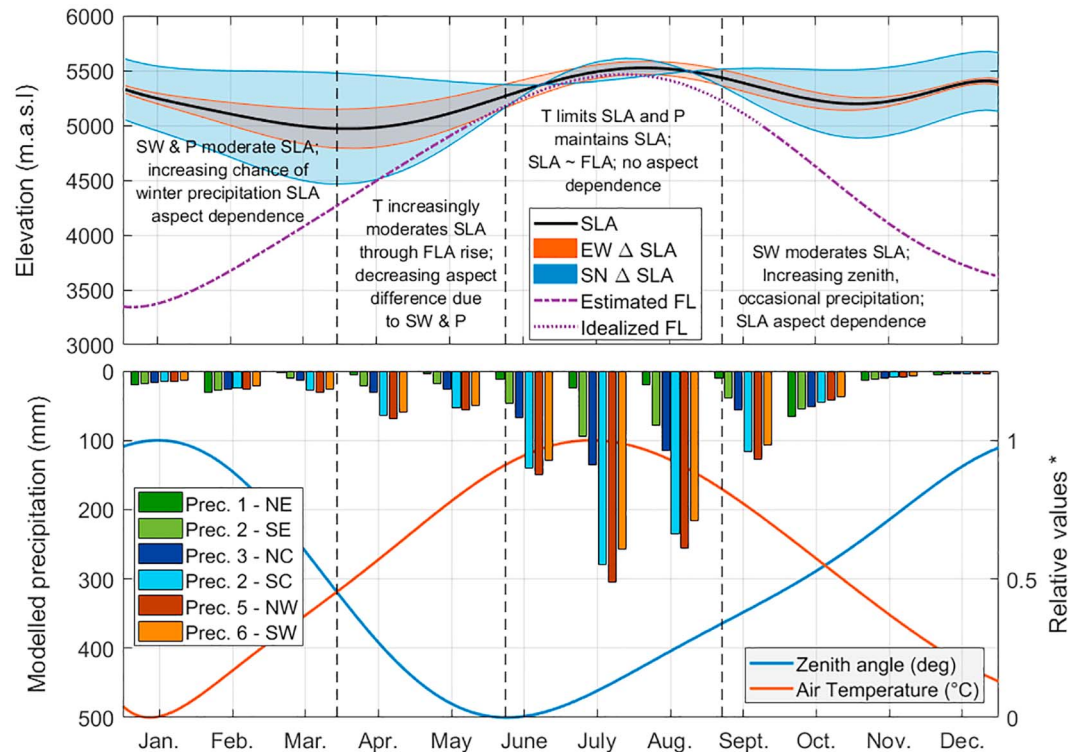 6000
5500
5000
4500
4000
3500
3000
Elevation (m.a.s.l)
SW & P moderate SLA;
increasing chance of
winter precipitation SLA
aspect dependence
T increasingly
moderates SLA
through FLA rise;
decreasing aspect
difference due
to SW & P
T limits SLA and P
maintains SLA;
SLA ~ FLA; no aspect
dependence
SW moderates SLA;
Increasing zenith,
occasional precipitation;
SLA aspect dependence
SLA
EW Δ SLA
SN Δ SLA
Estimated FL
Idealized FL
0
100
200
300
400
500
Modelled precipitation (mm)
Prec. 1 - NE
Prec. 2 - SE
Prec. 3 - NC
Prec. 2 - SC
Prec. 5 - NW
Prec. 6 - SW
Zenith angle (deg)
Air Temperature (°C)
1
0.5
0
Relative values *
Jan. Feb. Mar. Apr. May June July Aug. Sept. Oct. Nov. Dec.